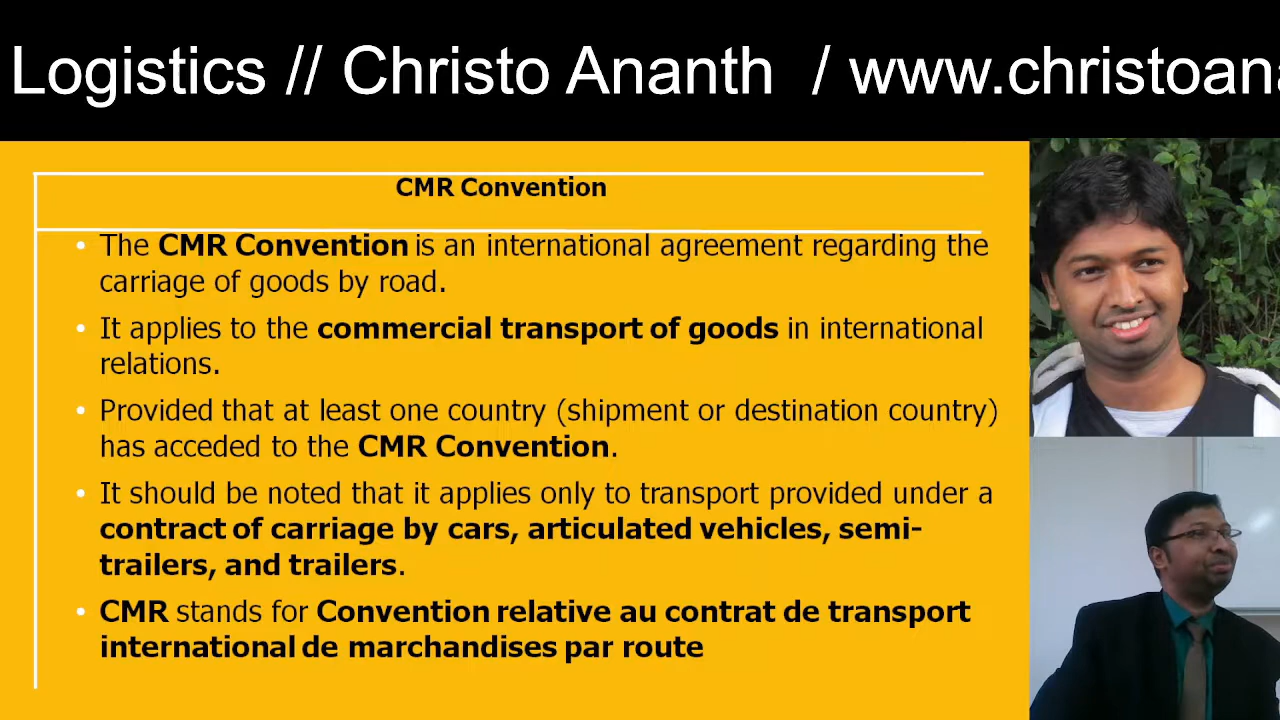 Logistics // Christo Ananth / www.christoan
CMR Convention
• The CMR Convention is an international agreement regarding the
carriage of goods by road.
• It applies to the commercial transport of goods in international
relations.
• Provided that at least one country (shipment or destination country)
has acceded to the CMR Convention.
• It should be noted that it applies only to transport provided under a
contract of carriage by cars, articulated vehicles, semi-
trailers, and trailers.
• CMR stands for Convention relative au contrat de transport
international de marchandises par route